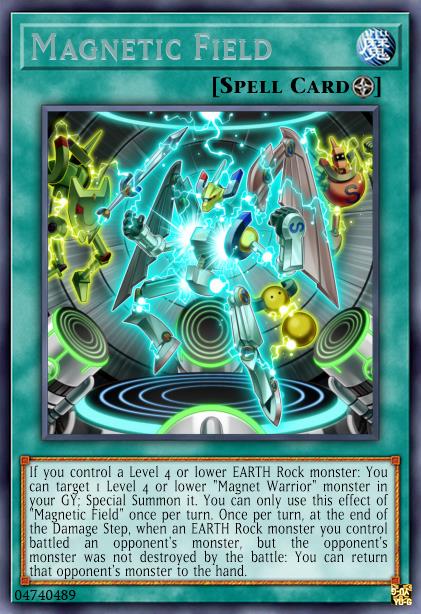 Magnetic Field
[Spell Card]
If you control a Level 4 or lower EARTH Rock monster: You
can target 1 Level 4 or lower "Magnet Warrior" monster in
your GY; Special Summon it. You can only use this effect of
"Magnetic Field" once per turn. Once per turn, at the end of
the Damage Step, when an EARTH Rock monster you control
battled an opponent's monster, but the opponent's
monster was not destroyed by the battle: You can return
that opponent's monster to the hand.
04740489